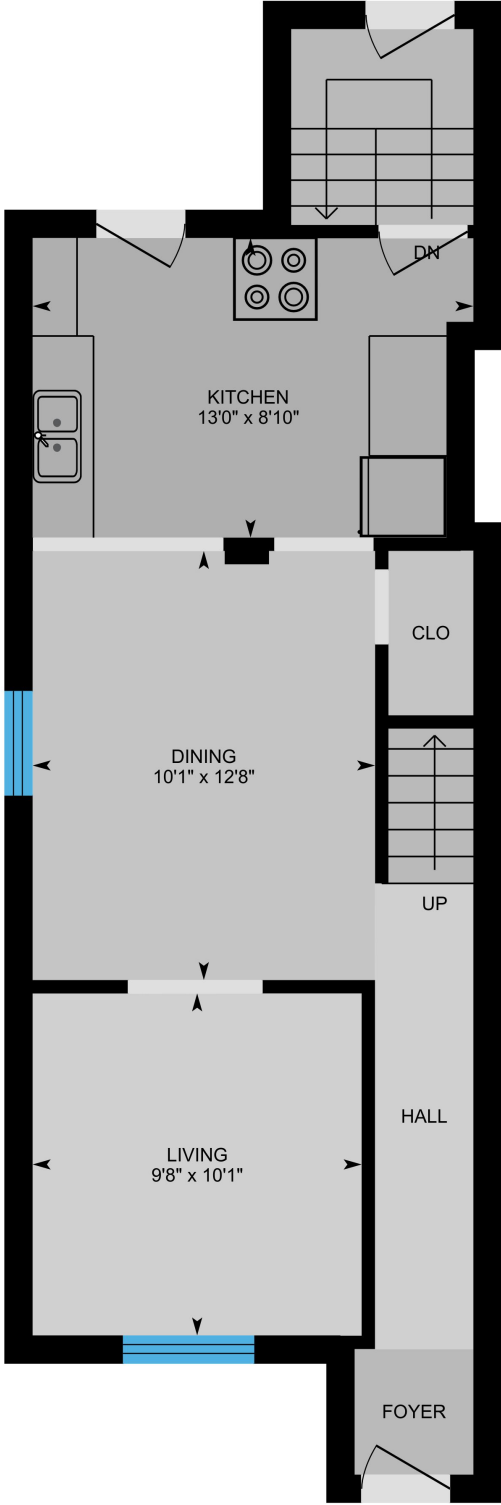 DN
KITCHEN
13'0" x 8'10"
CLO
DINING
10'1" x 12'8"
UP
HALL
LIVING
9'8" x 10'1"
FOYER